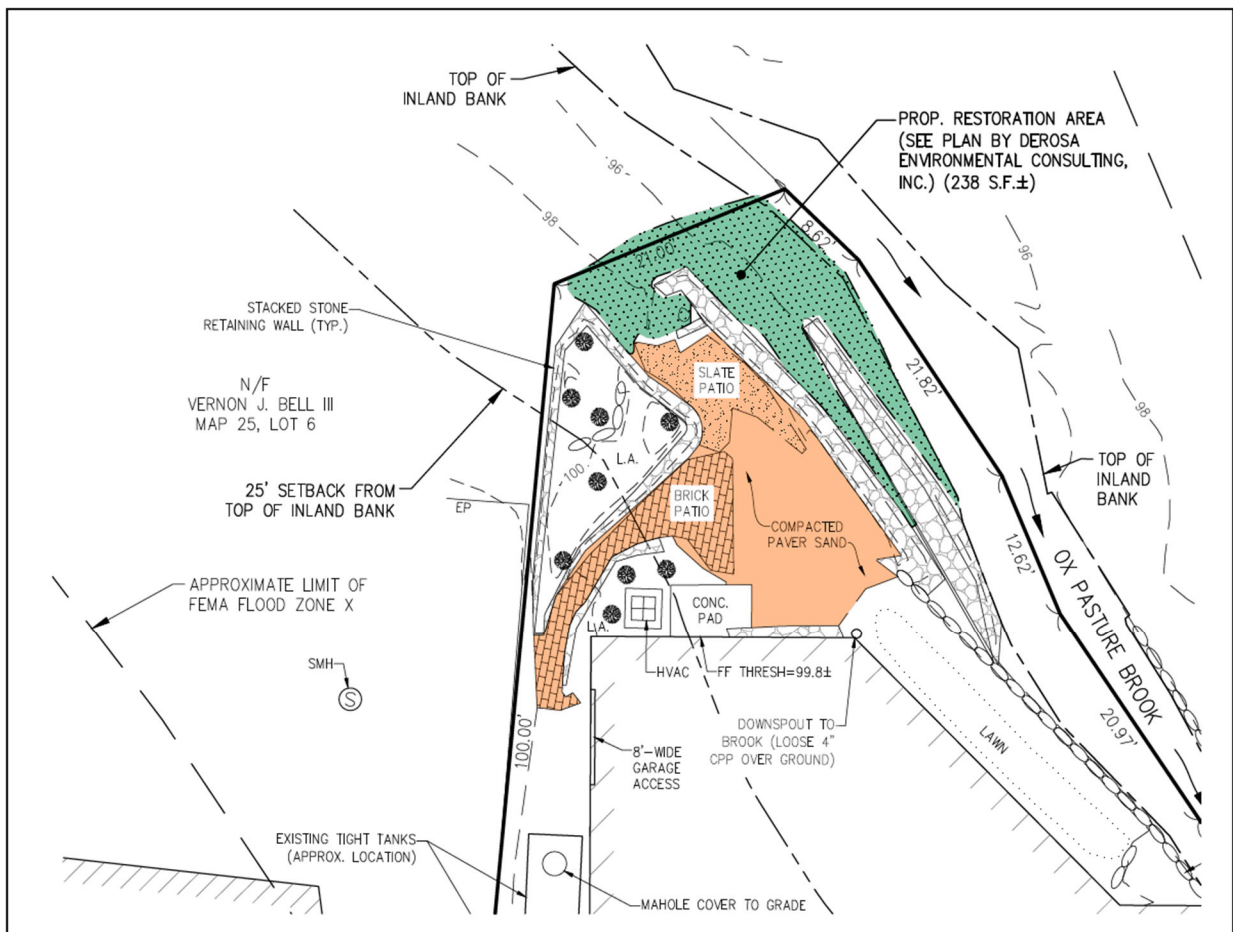 TOP OF
INLAND BANK
PROP. RESTORATION AREA
(SEE PLAN BY DEROSA
ENVIRONMENTAL CONSULTING,
INC.) (238 S.F.±)
96
98
8.62'
21.00'
96
STACKED STONE
RETAINING WALL (TYP.)
N/F
VERNON J. BELL III
MAP 25, LOT 6
SLATE
PATIO
21.82'
98
25' SETBACK FROM
TOP OF INLAND BANK
100
L.A.
TOP OF
INLAND
BANK
EP
BRICK
PATIO
COMPACTED
PAVER SAND
12.62'
OX PASTURE BROOK
APPROXIMATE LIMIT OF
FEMA FLOOD ZONE X
CONC.
PAD
L.A.
SMH
S
HVAC
FF THRESH=99.8±
20.97'
100.00'
8'-WIDE
GARAGE
ACCESS
DOWNSPOUT TO
BROOK (LOOSE 4"
CPP OVER GROUND)
LAWN
EXISTING TIGHT TANKS
(APPROX. LOCATION)
MAHOLE COVER TO GRADE